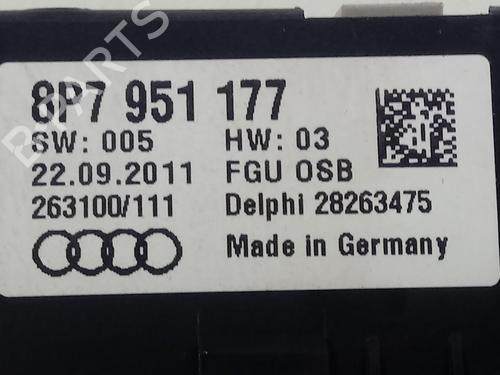 B-PARTS
8P7 951 177
SW: 005 HW: 03
22.09.2011 FGU OSB
263100/111 Delphi 28263475
Made in Germany